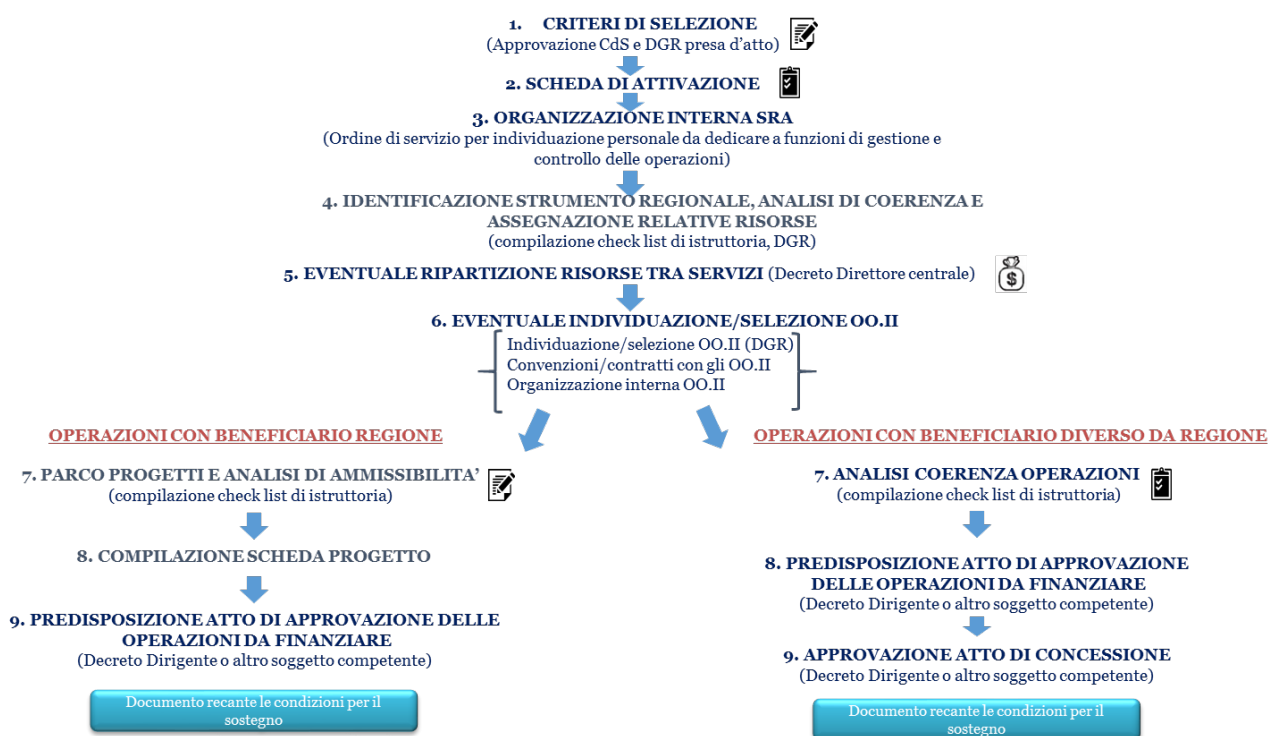 1. CRITERI DI SELEZIONE
(Approvazione CdS e DGR presa d'atto)
2. SCHEDA DI ATTIVAZIONE
3. ORGANIZZAZIONE INTERNA SRA
(Ordine di servizio per individuazione personale da dedicare a funzioni di gestione e
controllo delle operazioni)
4. IDENTIFICAZIONE STRUMENTO REGIONALE, ANALISI DI COERENZA E
ASSEGNAZIONE RELATIVE RISORSE
(compilazione check list di istruttoria, DGR)
5. EVENTUALE RIPARTIZIONE RISORSE TRA SERVIZI (Decreto Direttore centrale)
$
6. EVENTUALE INDIVIDUAZIONE/SELEZIONE OO.II
Individuazione/selezione OO.II (DGR)
Convenzioni/contratti con gli OO.II
Organizzazione interna OO.II
OPERAZIONI CON BENEFICIARIO REGIONE
7. PARCO PROGETTI E ANALISI DI AMMISSIBILITA'
(compilazione check list di istruttoria)
8. COMPILAZIONE SCHEDA PROGETTO
9. PREDISPOSIZIONE ATTO DI APPROVAZIONE DELLE
OPERAZIONI DA FINANZIARE
(Decreto Dirigente o altro soggetto competente)
Documento recante le condizioni per il
sostegno
OPERAZIONI CON BENEFICIARIO DIVERSO DA REGIONE
7. ANALISI COERENZA OPERAZIONI
(compilazione check list di istruttoria)
8. PREDISPOSIZIONE ATTO DI APPROVAZIONE
DELLE OPERAZIONI DA FINANZIARE
(Decreto Dirigente o altro soggetto competente)
9. APPROVAZIONE ATTO DI CONCESSIONE
(Decreto Dirigente o altro soggetto competente)
Documento recante le condizioni per il
sostegno